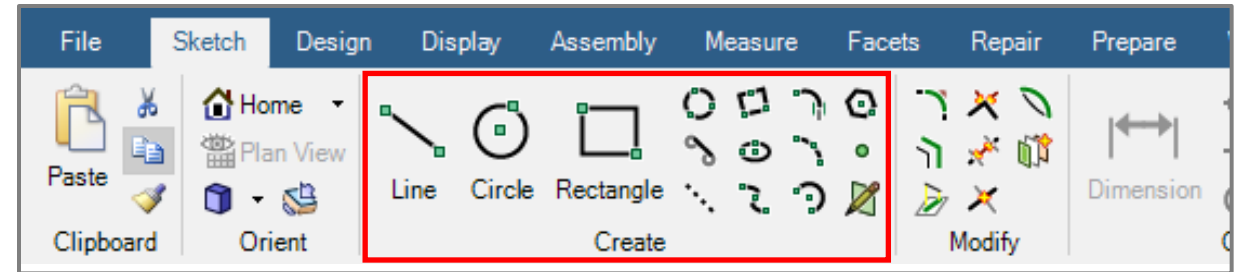 File Sketch Design Display Assembly Measure Facets Repair Prepare
Home
Plan View
Paste
Line Circle Rectangle
Dimension
Clipboard Orient Create Modify